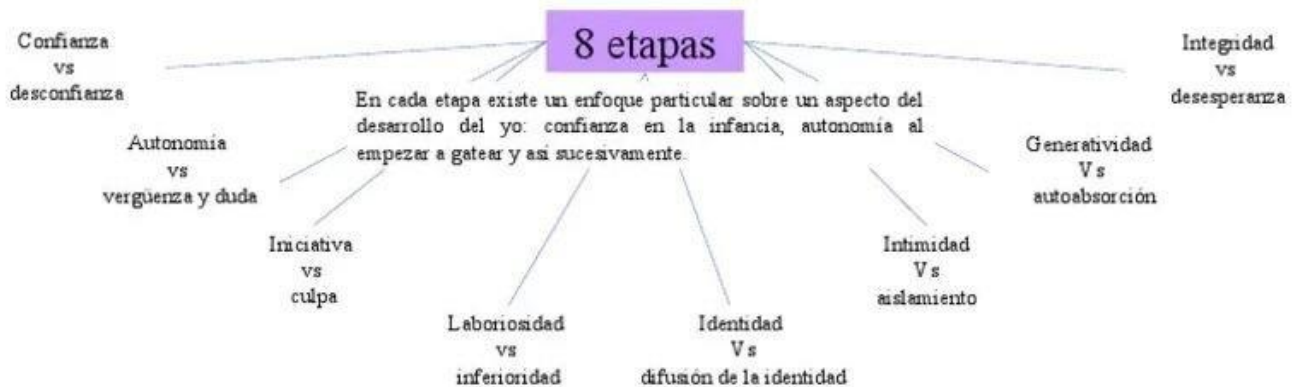 8 etapas
En cada etapa existe un enfoque particular sobre un aspecto del
desarrollo del yo: confianza en la infancia, autonomía al
empezar a gatear y así sucesivamente.
Confianza
vs
desconfianza
Autonomía
vs
vergüenza y duda
Iniciativa
vs
culpa
Laboriosidad
vs
inferioridad
Identidad
Vs
difusión de la identidad
Intimidad
Vs
aislamiento
Generatividad
Vs
autoabsorción
Integridad
vs
desesperanza